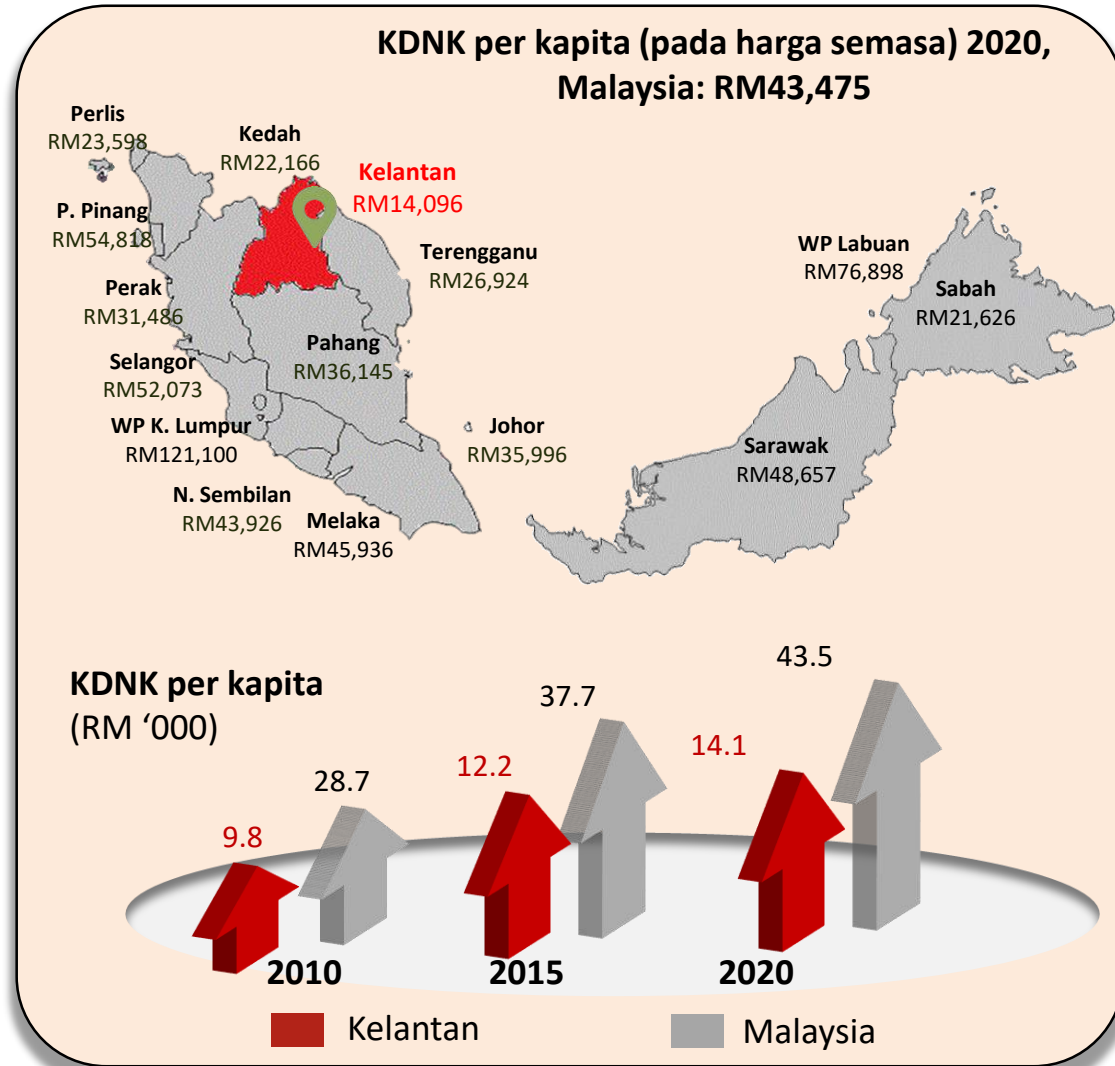 KDNK per kapita (pada harga semasa) 2020,
Malaysia: RM43,475
Perlis
RM23,598
Kedah
RM22,166
Kelantan
RM14,096
P. Pinang
RM54,818
Terengganu
RM26,924
WP Labuan
RM76,898
Sabah
RM21,626
Perak
RM31,486
Pahang
RM36,145
Selangor
RM52,073
WP K. Lumpur
RM121,100
Johor
RM35,996
Sarawak
RM48,657
N. Sembilan
RM43,926
Melaka
RM45,936
KDNK per kapita
(RM ‘000)
9.8
28.7
12.2
37.7
14.1
43.5
2010
2015
2020
Kelantan
Malaysia